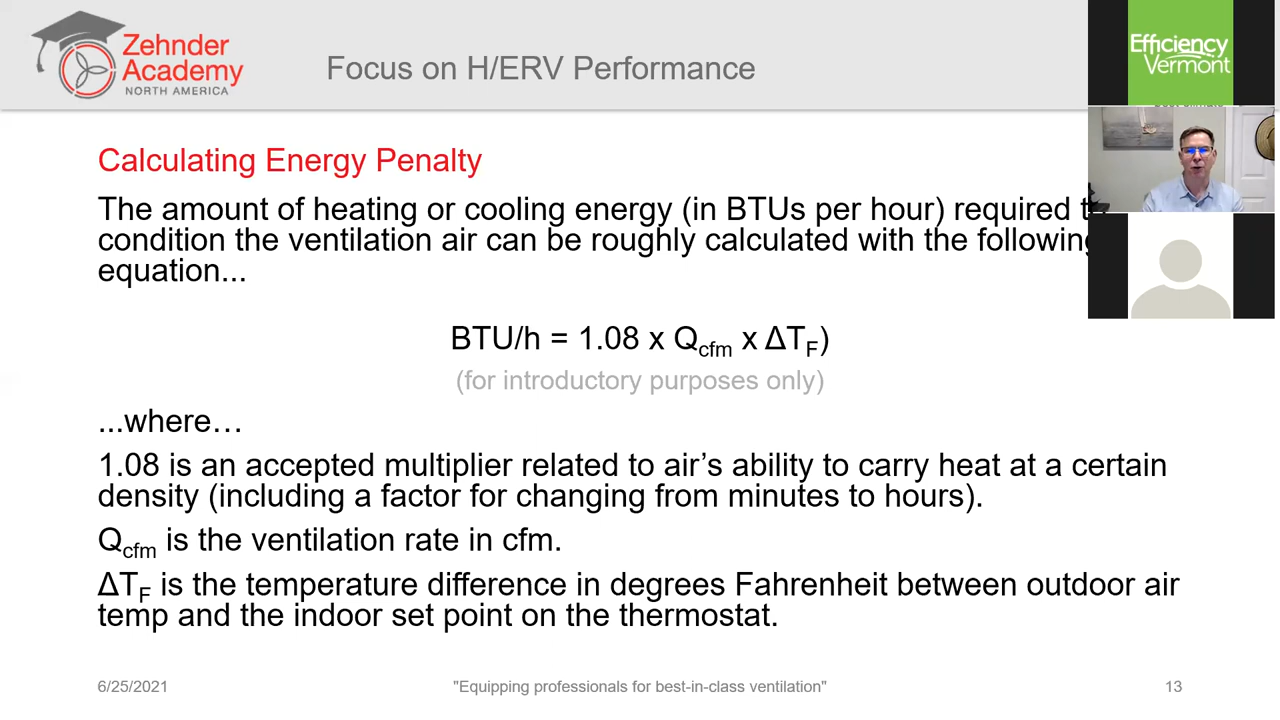 Zehnder
Academy
NORTH AMERICA
Focus on H/ERV Performance
Efficiency
Vermont
Calculating Energy Penalty
The amount of heating or cooling energy (in BTUs per hour) required
condition the ventilation air can be roughly calculated with the following
equation...
BTU/h = 1.08 x Qcfm x ΔTF)
(for introductory purposes only)
...where…
1.08 is an accepted multiplier related to air’s ability to carry heat at a certain
density (including a factor for changing from minutes to hours).
Qcfm is the ventilation rate in cfm.
ΔTF is the temperature difference in degrees Fahrenheit between outdoor air
temp and the indoor set point on the thermostat.
6/25/2021
"Equipping professionals for best-in-class ventilation"
13